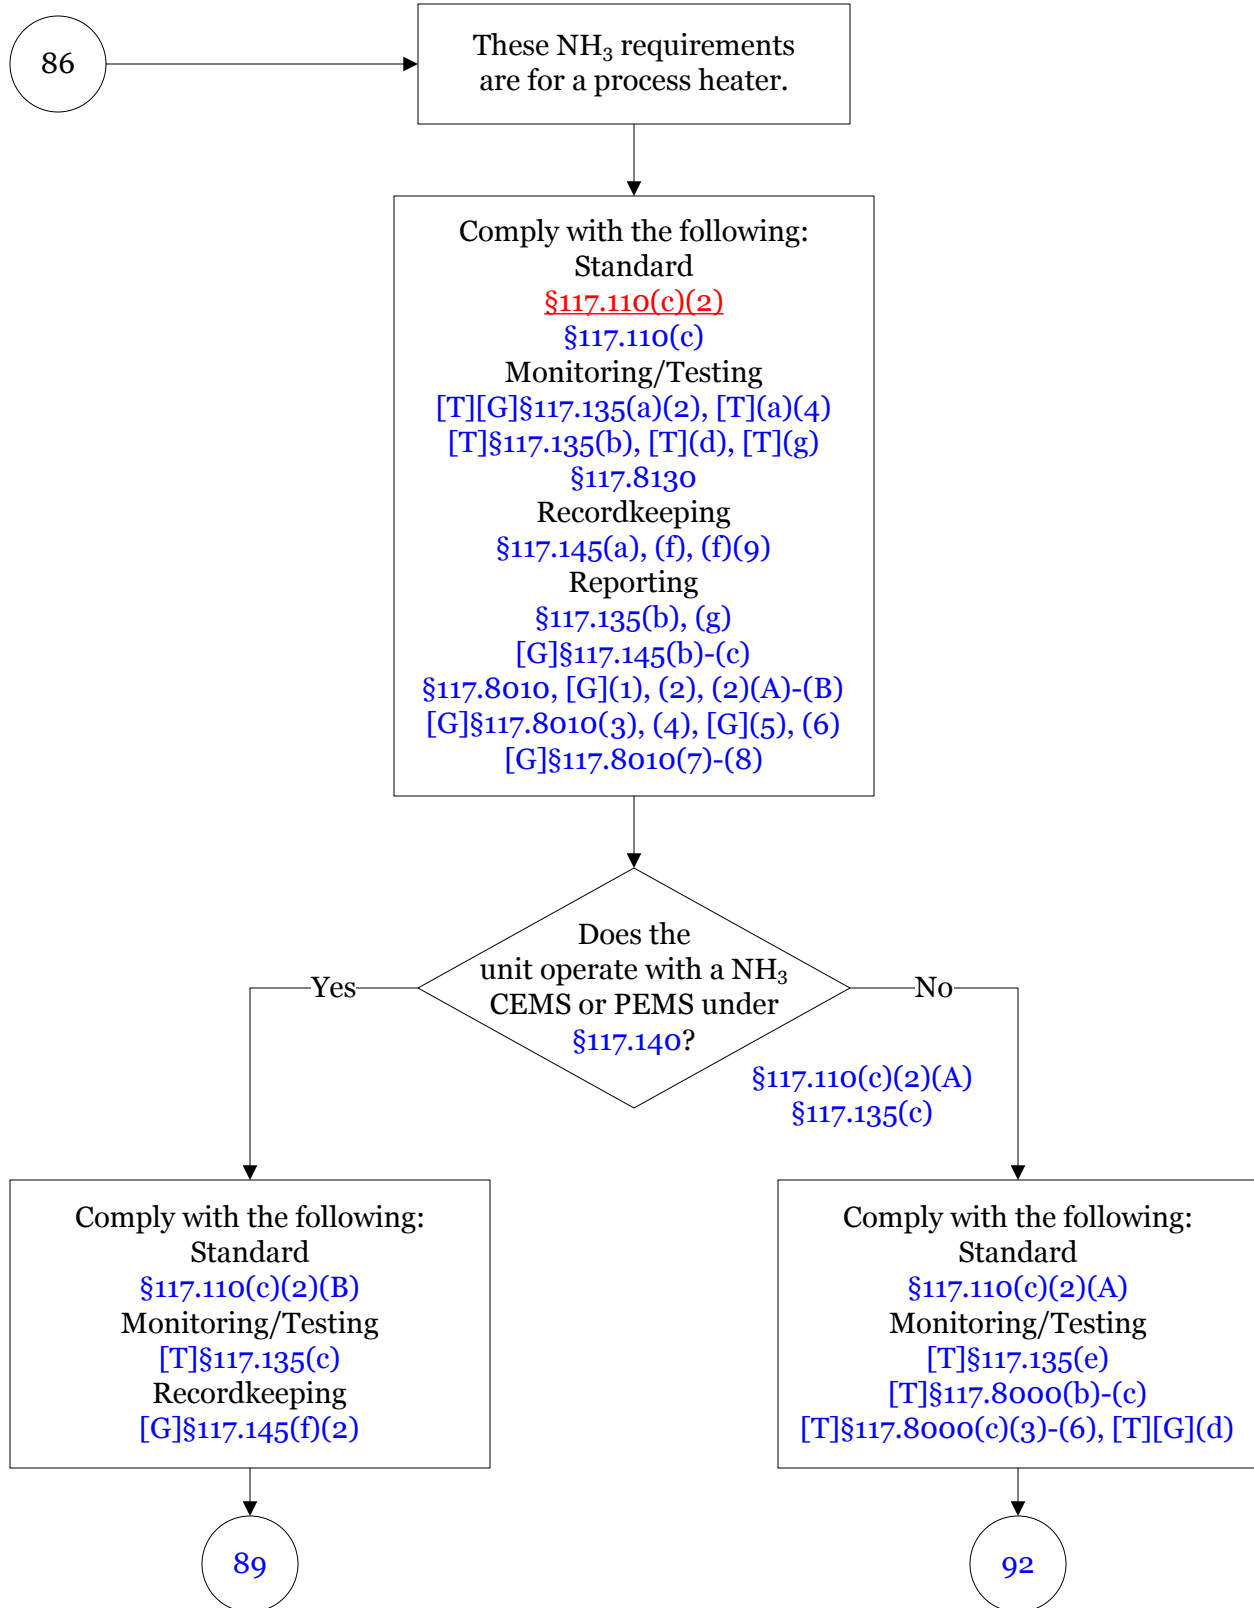 86
These NH₃ requirements
are for a process heater.
Comply with the following:
Standard
§117.110(c)(2)
§117.110(c)
Monitoring/Testing
[T][G]§117.135(a)(2), [T](a)(4)
[T]§117.135(b), [T](d), [T](g)
§117.8130
Recordkeeping
§117.145(a), (f), (f)(9)
Reporting
§117.135(b), (g)
[G]§117.145(b)-(c)
§117.8010, [G](1), (2), (2)(A)-(B)
[G]§117.8010(3), (4), [G](5), (6)
[G]§117.8010(7)-(8)
Does the
unit operate with a NH₃
CEMS or PEMS under
§117.140?
Yes
No
§117.110(c)(2)(A)
§117.135(c)
Comply with the following:
Standard
§117.110(c)(2)(B)
Monitoring/Testing
[T]§117.135(c)
Recordkeeping
[G]§117.145(f)(2)
89
Comply with the following:
Standard
§117.110(c)(2)(A)
Monitoring/Testing
[T]§117.135(e)
[T]§117.8000(b)-(c)
[T]§117.8000(c)(3)-(6), [T][G](d)
92